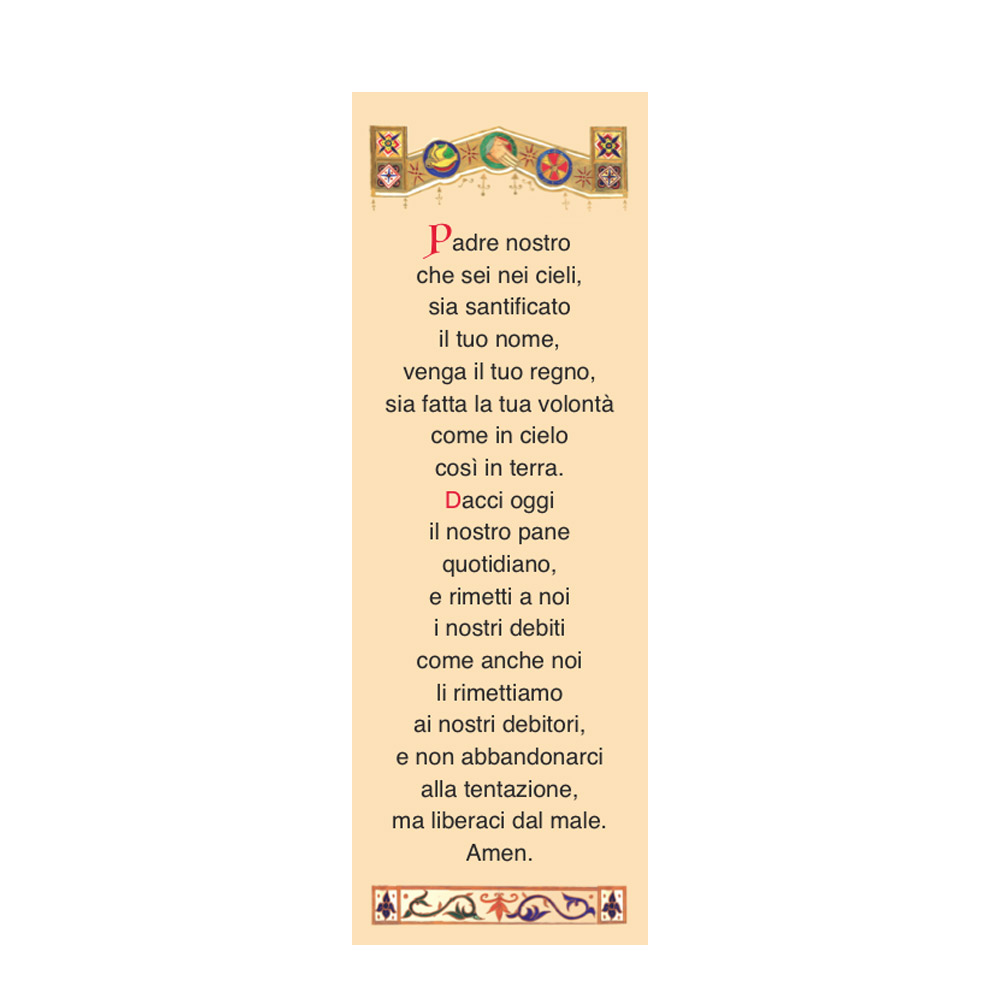 Padre nostro
che sei nei cieli,
sia santificato
il tuo nome,
venga il tuo regno,
sia fatta la tua volontà
come in cielo
così in terra.
Dacci oggi
il nostro pane
quotidiano,
e rimetti a noi
i nostri debiti
come anche noi
li rimettiamo
ai nostri debitori,
e non abbandonarci
alla tentazione,
ma liberaci dal male.
Amen.